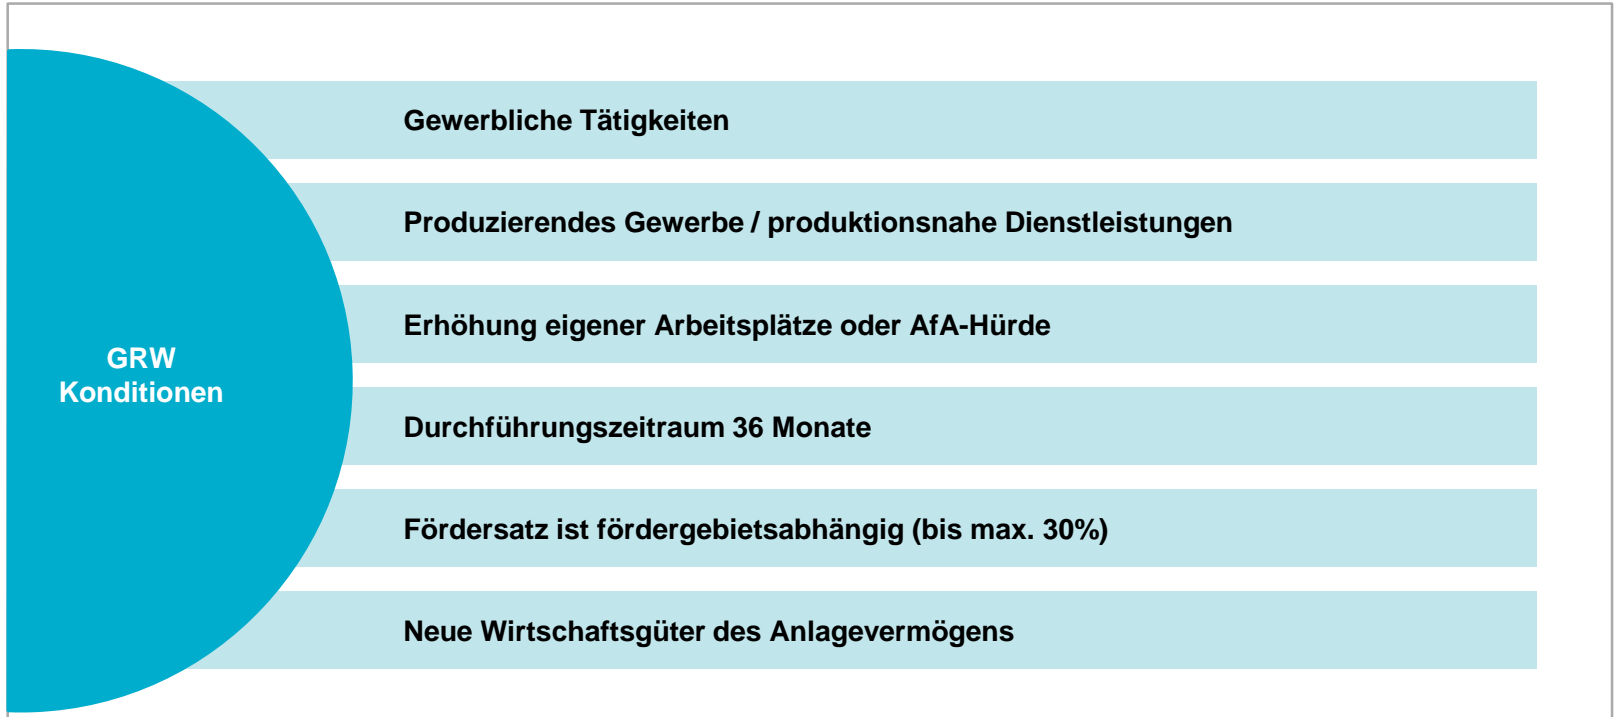 GRW
Konditionen
Gewerbliche Tätigkeiten
Produzierendes Gewerbe / produktionsnahe Dienstleistungen
Erhöhung eigener Arbeitsplätze oder AfA-Hürde
Durchführungszeitraum 36 Monate
Fördersatz ist fördergebietsabhängig (bis max. 30%)
Neue Wirtschaftsgüter des Anlagevermögens